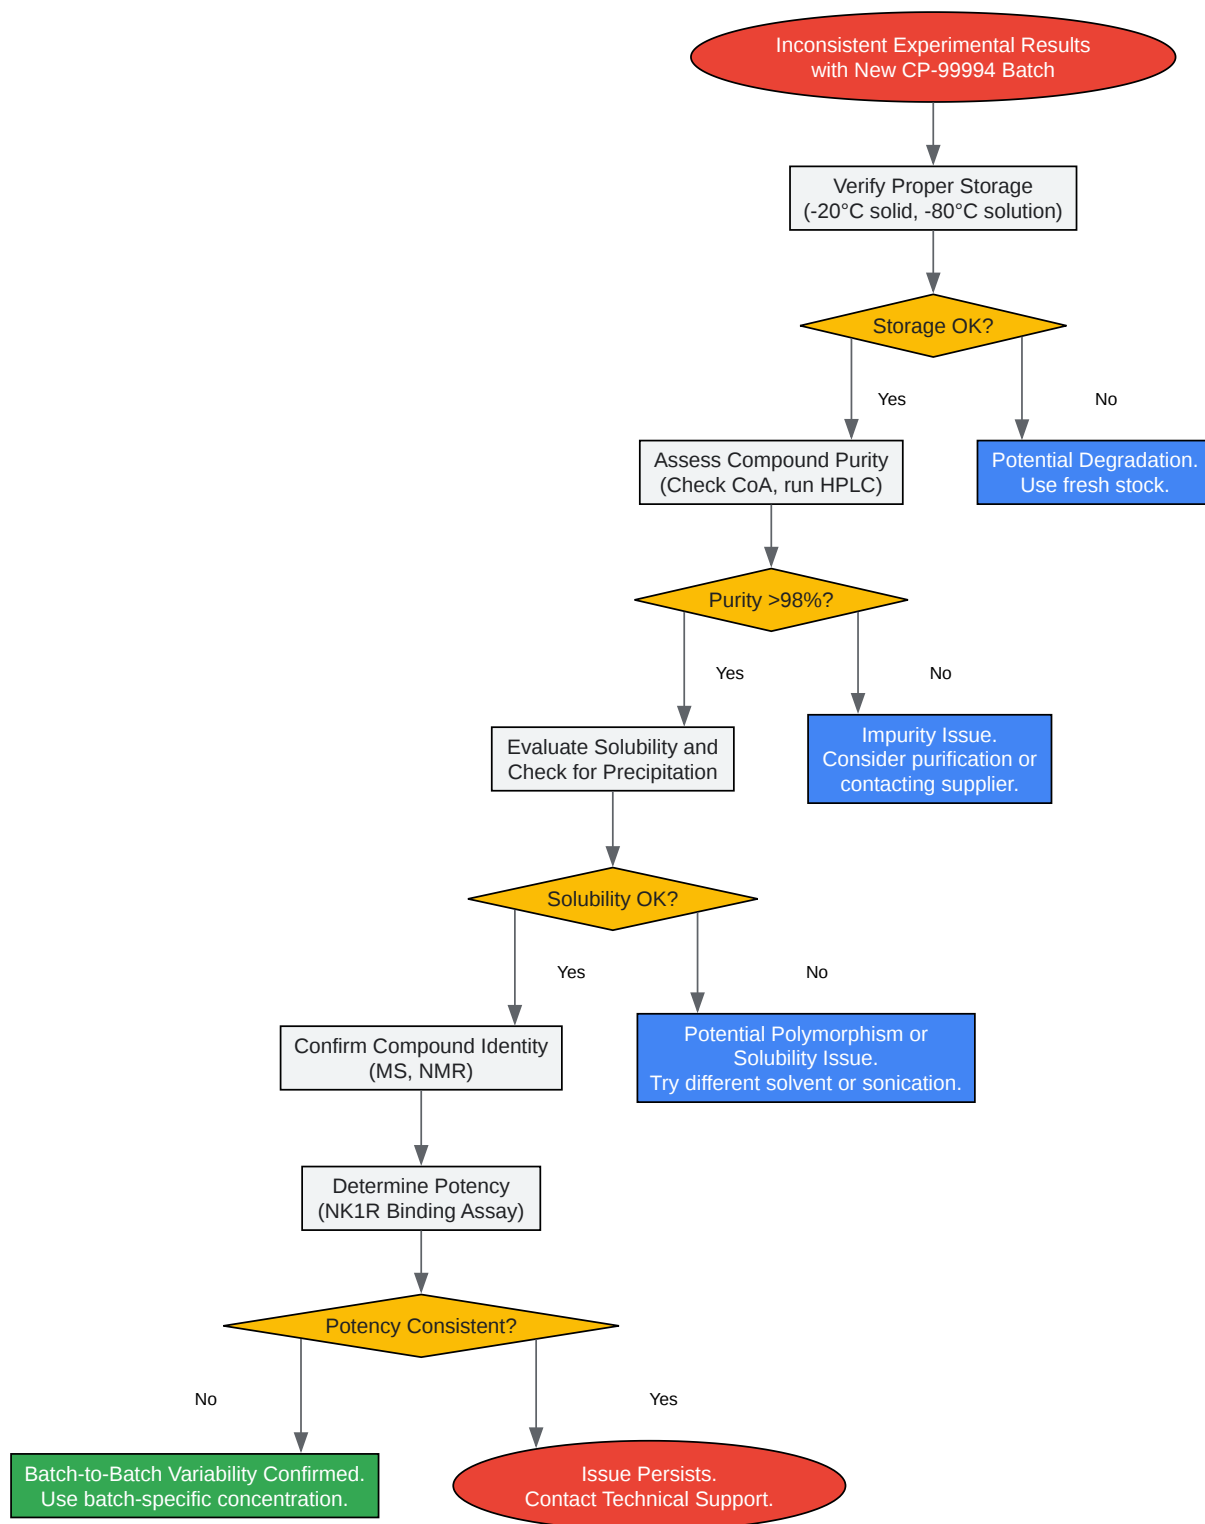 Inconsistent Experimental Results
with New CP-99994 Batch
Verify Proper Storage
(-20°C solid, -80°C solution)
Storage OK?
Yes
No
Assess Compound Purity
(Check CoA, run HPLC)
Potential Degradation.
Use fresh stock.
Purity >98%?
Yes
No
Evaluate Solubility and
Check for Precipitation
Impurity Issue.
Consider purification or
contacting supplier.
Solubility OK?
Yes
No
Confirm Compound Identity
(MS, NMR)
Potential Polymorphism or
Solubility Issue.
Try different solvent or sonication.
Determine Potency
(NK1R Binding Assay)
Potency Consistent?
No
Yes
Batch-to-Batch Variability Confirmed.
Use batch-specific concentration.
Issue Persists.
Contact Technical Support.